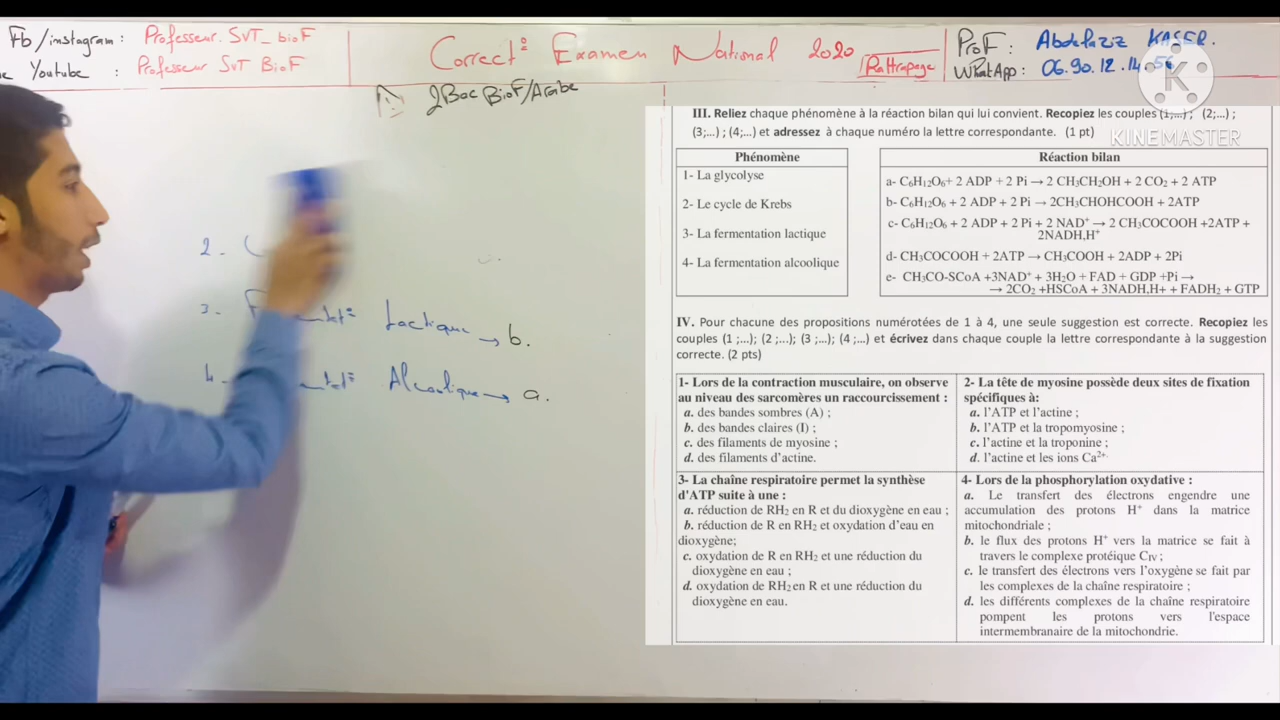 Fb/instagram : Professeur.SVT_bioF
Youtube : Professeur SVT BioF
Correct° Examen National 2020
Rattrapage
Prof : Abdelaziz
WhatApp : 06.90.12.14.
2Bac BioF/Arabe
K
KINEMASTER
2.
3. Lactique → b.
4. Alcoolique → a.
III. Reliez chaque phénomène à la réaction bilan qui lui convient. Recopiez les couples (1;...) ; (2;...) ;
(3;...) ; (4;...) et adressez à chaque numéro la lettre correspondante. (1 pt)
Phénomène
1- La glycolyse
2- Le cycle de Krebs
3- La fermentation lactique
4- La fermentation alcoolique
Réaction bilan
a- C₆H₁₂O₆+ 2 ADP + 2 Pi → 2 CH₃CH₂OH + 2 CO₂ + 2 ATP
b- C₆H₁₂O₆ + 2 ADP + 2 Pi → 2CH₃CHOHCOOH + 2ATP
c- C₆H₁₂O₆ + 2 ADP + 2 Pi + 2 NAD⁺ → 2 CH₃COCOOH +2ATP +
2NADH,H⁺
d- CH₃COCOOH + 2ATP → CH₃COOH + 2ADP + 2Pi
e- CH₃CO-SCoA +3NAD⁺ + 3H₂O + FAD + GDP +Pi →
→ 2CO₂ +HSCoA + 3NADH,H+ + FADH₂ + GTP
IV. Pour chacune des propositions numérotées de 1 à 4, une seule suggestion est correcte. Recopiez les
couples (1 ;...); (2 ;...); (3 ;...); (4 ;...) et écrivez dans chaque couple la lettre correspondante à la suggestion
correcte. (2 pts)
1- Lors de la contraction musculaire, on observe
au niveau des sarcomères un raccourcissement :
a. des bandes sombres (A) ;
b. des bandes claires (I) ;
c. des filaments de myosine ;
d. des filaments d'actine.
2- La tête de myosine possède deux sites de fixation
spécifiques à:
a. l'ATP et l'actine ;
b. l'ATP et la tropomyosine ;
c. l'actine et la troponine ;
d. l'actine et les ions Ca²⁺.
3- La chaîne respiratoire permet la synthèse
d'ATP suite à une :
a. réduction de RH₂ en R et du dioxygène en eau ;
b. réduction de R en RH₂ et oxydation d'eau en
dioxygène;
c. oxydation de R en RH₂ et une réduction du
dioxygène en eau ;
d. oxydation de RH₂ en R et une réduction du
dioxygène en eau.
4- Lors de la phosphorylation oxydative :
a. Le transfert des électrons engendre une
accumulation des protons H⁺ dans la matrice
mitochondriale ;
b. le flux des protons H⁺ vers la matrice se fait à
travers le complexe protéique CIV ;
c. le transfert des électrons vers l'oxygène se fait par
les complexes de la chaîne respiratoire ;
d. les différents complexes de la chaîne respiratoire
pompent les protons vers l'espace
intermembranaire de la mitochondrie.